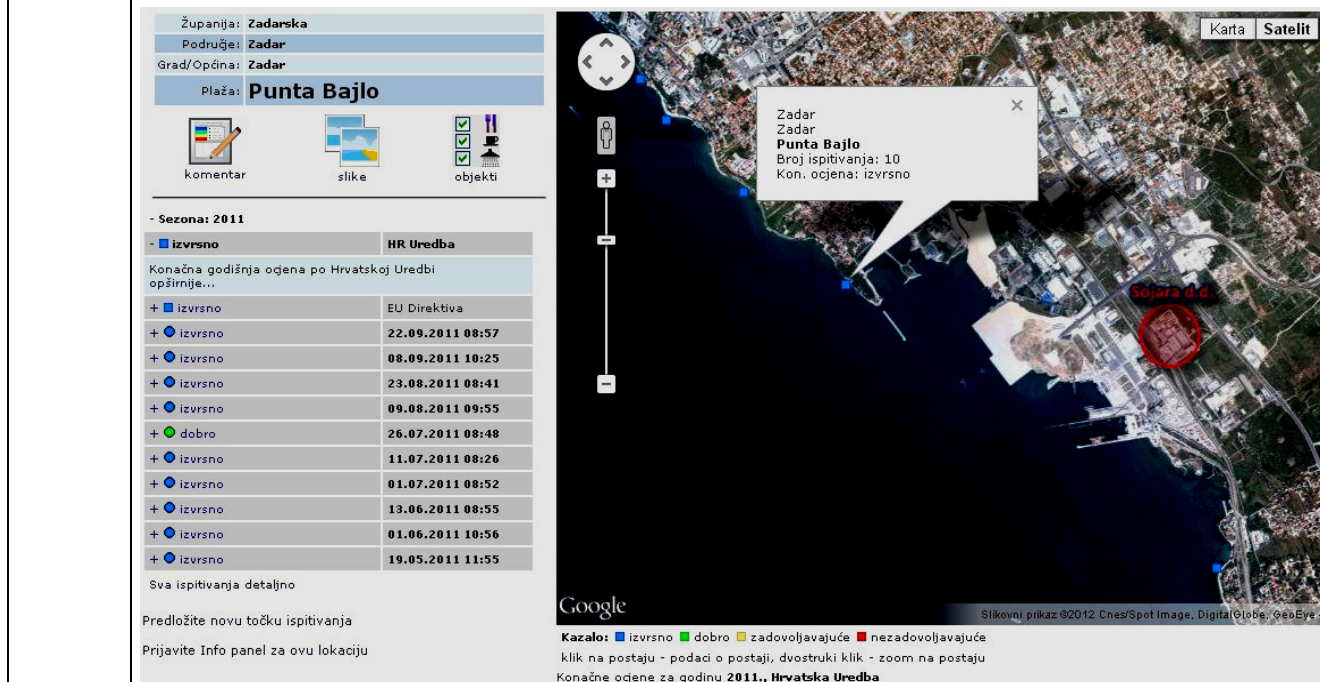 Županija: Zadarska
Područje: Zadar
Grad/Općina: Zadar
Plaža: Punta Bajlo
komentar slike objekti
- Sezona: 2011
- izvrsno HR Uredba
Konačna godišnja ocjena po Hrvatskoj Uredbi
opširnije...
+ izvrsno EU Direktiva
+ izvrsno 22.09.2011 08:57
+ izvrsno 08.09.2011 10:25
+ izvrsno 23.08.2011 08:41
+ izvrsno 09.08.2011 09:55
+ dobro 26.07.2011 08:48
+ izvrsno 11.07.2011 08:26
+ izvrsno 01.07.2011 08:52
+ izvrsno 13.06.2011 08:55
+ izvrsno 01.06.2011 10:56
+ izvrsno 19.05.2011 11:55
Sva ispitivanja detaljno
Predložite novu točku ispitivanja
Prijavite Info panel za ovu lokaciju
Karta Satelit
Zadar
Zadar
Punta Bajlo
Broj ispitivanja: 10
Kon. ocjena: izvrsno
Sojara d.d.
Google
Slikovni prikaz ©2012 Cnes/Spot Image, DigitalGlobe, GeoEye
Kazalo: izvrsno dobro zadovoljavajuće nezadovoljavajuće
klik na postaju - podaci o postaji, dvostruki klik - zoom na postaju
Konačne ocjene za godinu 2011., Hrvatska Uredba